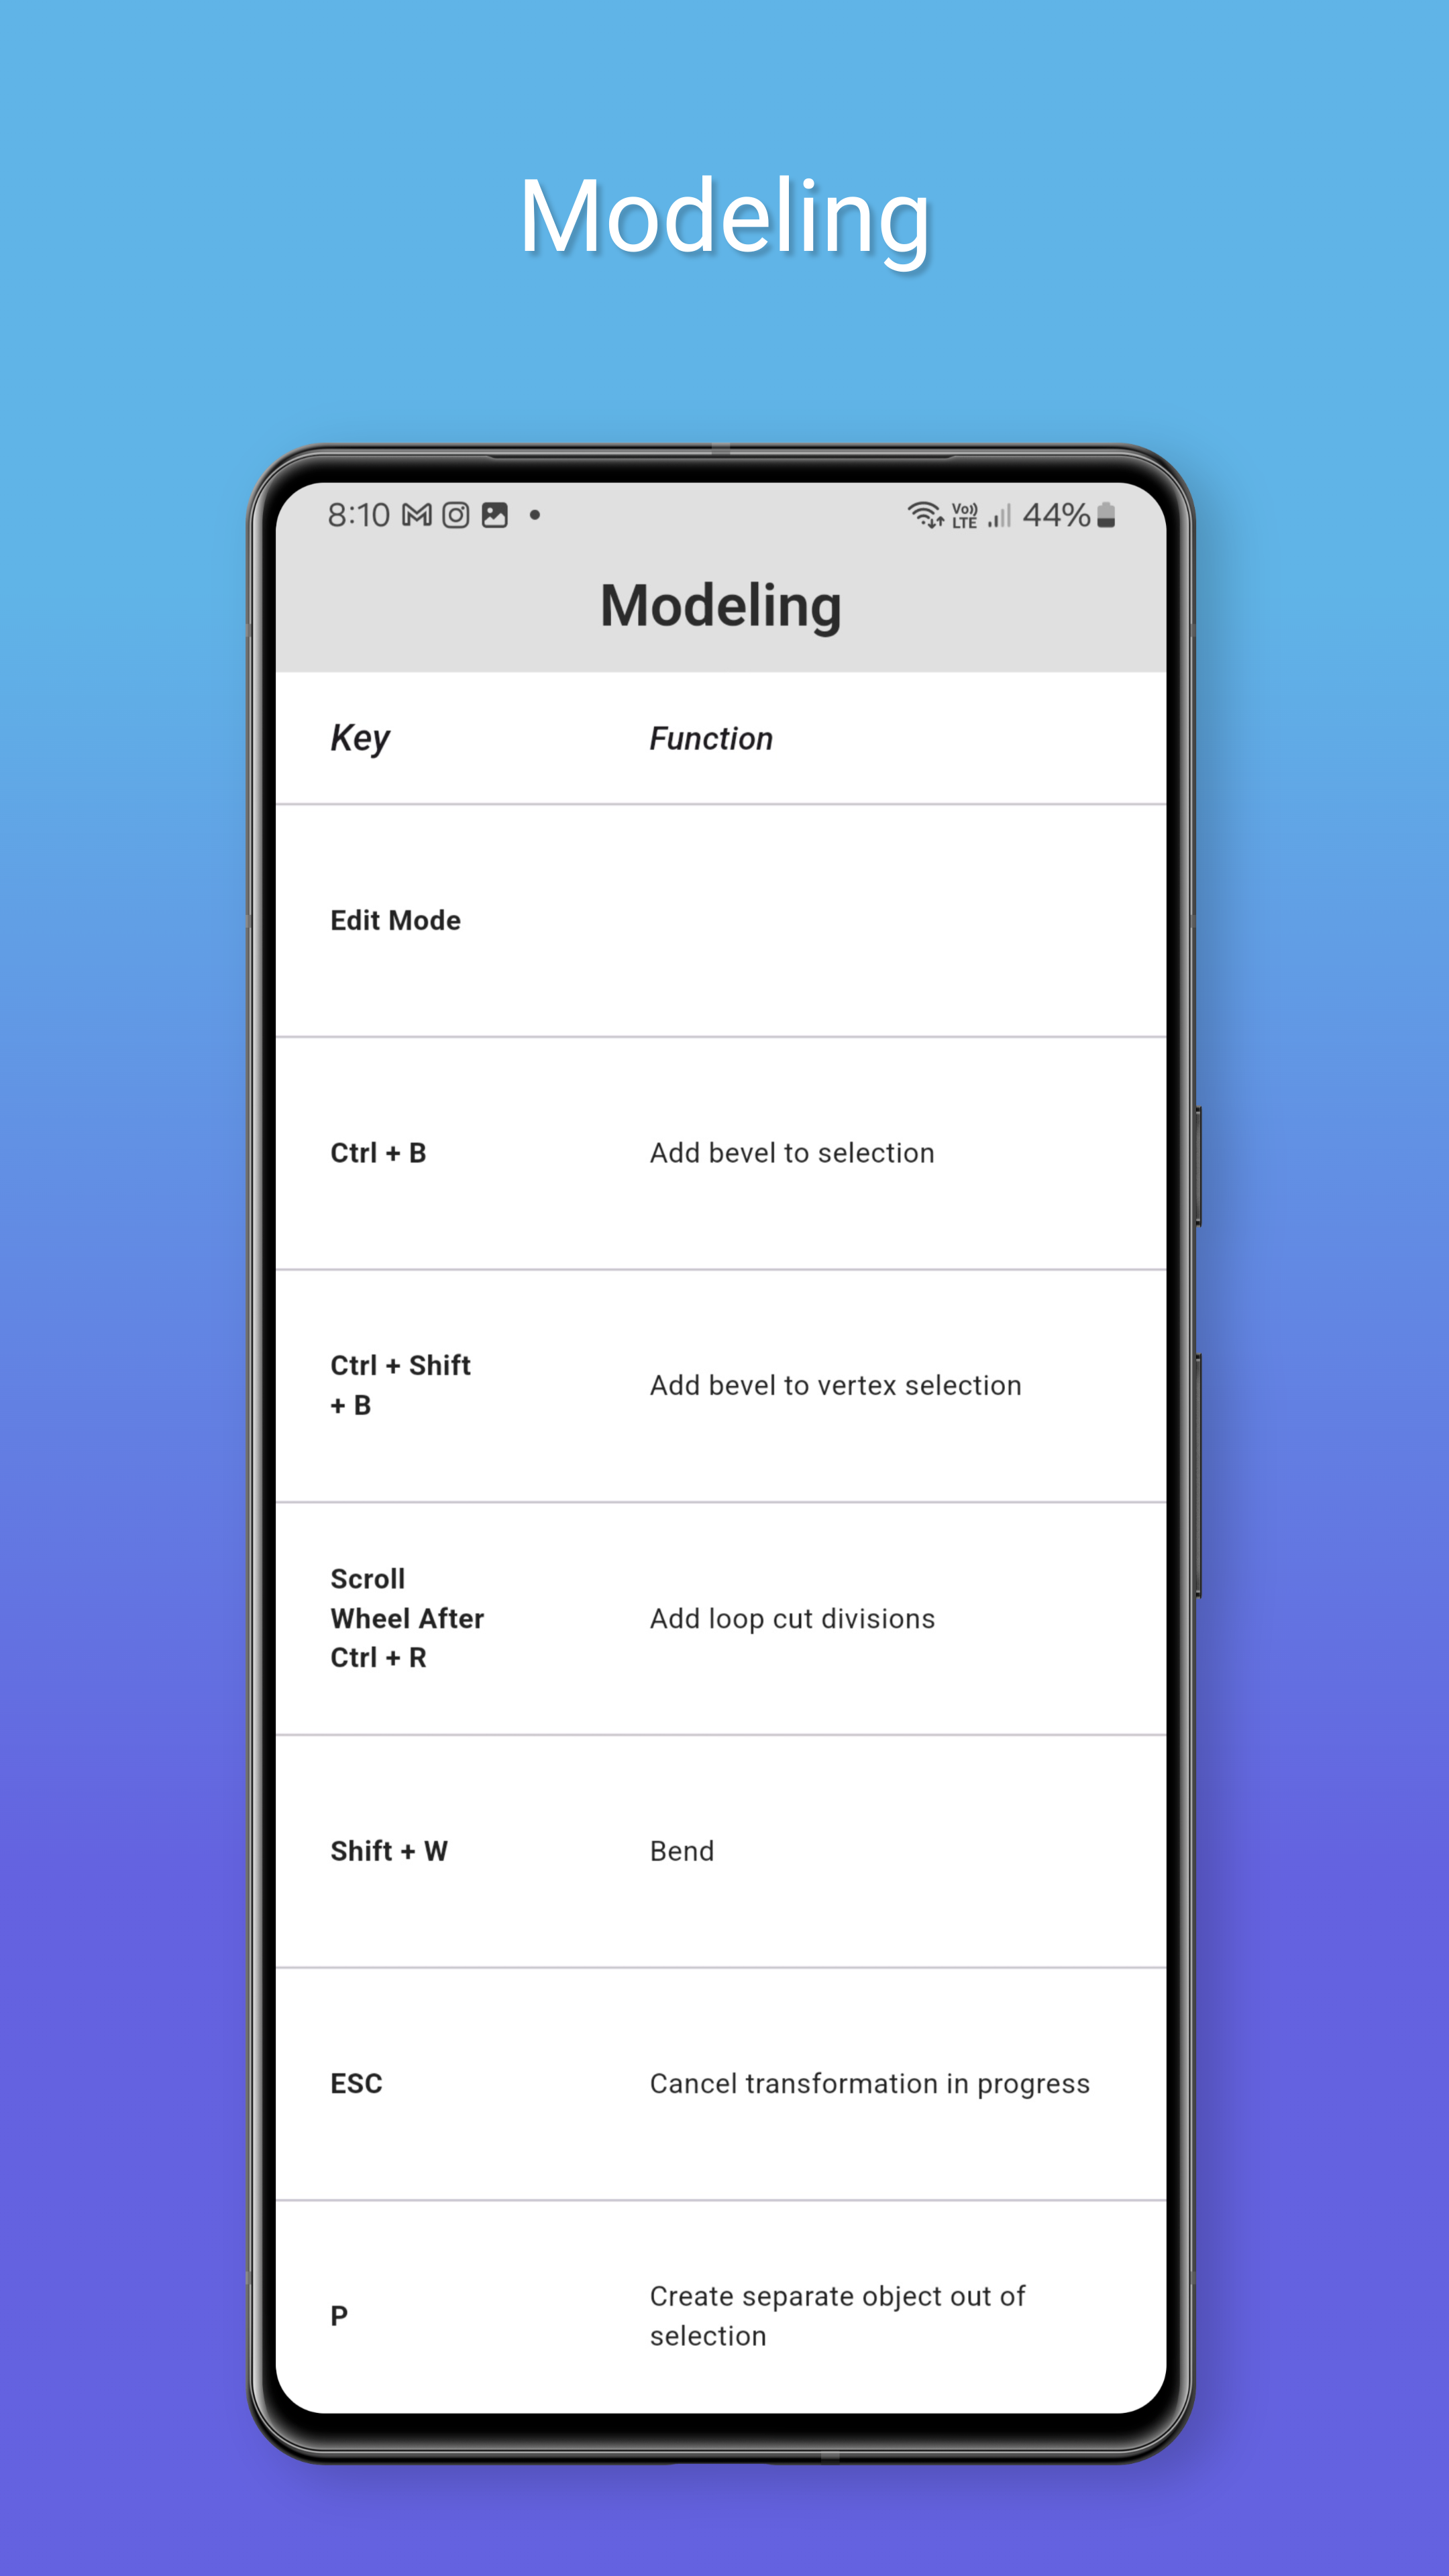 Modeling
8:10
Vo))
LTE
44%
Modeling
Key Function
Edit Mode
Ctrl + B Add bevel to selection
Ctrl + Shift
+ B
Add bevel to vertex selection
Scroll
Wheel After
Ctrl + R
Add loop cut divisions
Shift + W Bend
ESC Cancel transformation in progress
P
Create separate object out of
selection